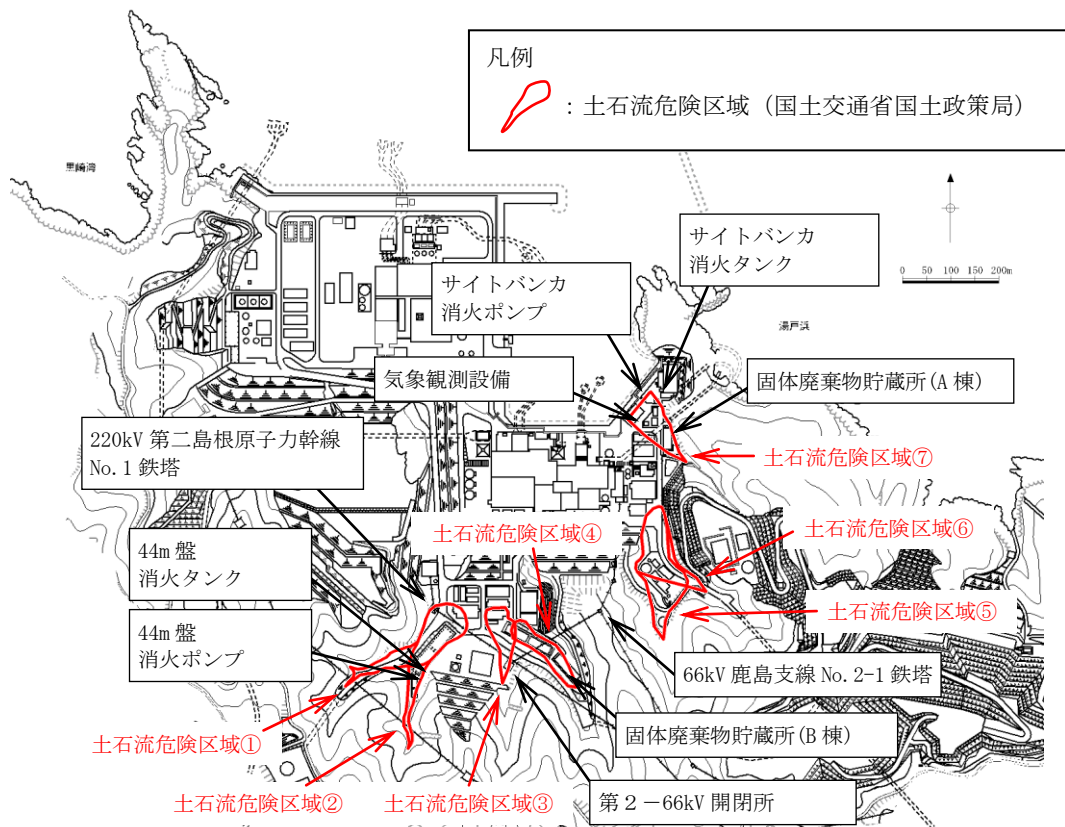 凡例
：土石流危険区域（国土交通省国土政策局）
黒崎湾
サイトバンカ
消火タンク
0 50 100 150 200m
サイトバンカ
消火ポンプ
湯戸浜
気象観測設備
固体廃棄物貯蔵所(A棟)
220kV 第二島根原子力幹線
No.1 鉄塔
土石流危険区域⑦
土石流危険区域④
土石流危険区域⑥
44m 盤
消火タンク
土石流危険区域⑤
44m 盤
消火ポンプ
66kV 鹿島支線 No.2-1 鉄塔
土石流危険区域①
固体廃棄物貯蔵所(B棟)
土石流危険区域②
土石流危険区域③
第２－66kV 開閉所